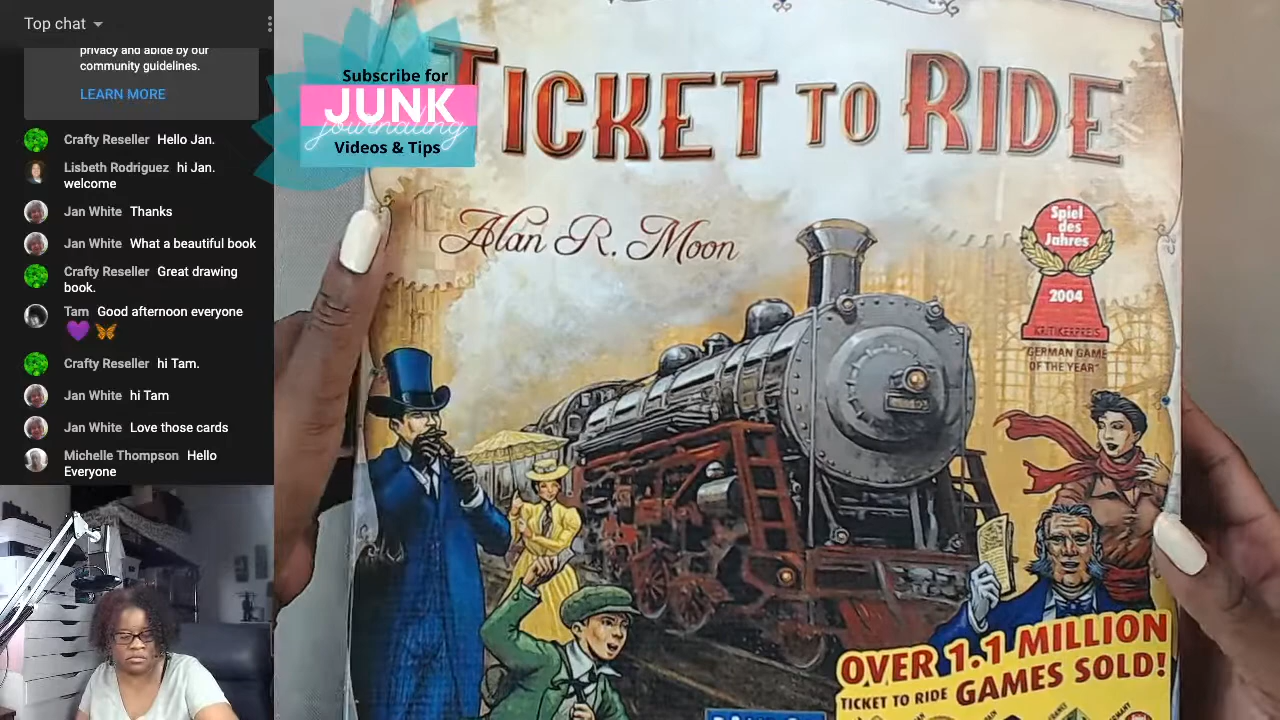 Top chat
privacy and abide by our
community guidelines.
LEARN MORE
Crafty Reseller Hello Jan.
Lisbeth Rodriguez hi Jan.
welcome
Jan White Thanks
Jan White What a beautiful book
Crafty Reseller Great drawing
book.
Tam Good afternoon everyone
💜 🦋
Crafty Reseller hi Tam.
Jan White hi Tam
Jan White Love those cards
Michelle Thompson Hello
Everyone
Subscribe for
JUNK
journaling
Videos & Tips
TICKET TO RIDE
Alan R. Moon
Spiel
des
Jahres
2004
KRITIKERPREIS
"GERMAN GAME
OF THE YEAR"
OVER 1.1 MILLION
TICKET TO RIDE GAMES SOLD!